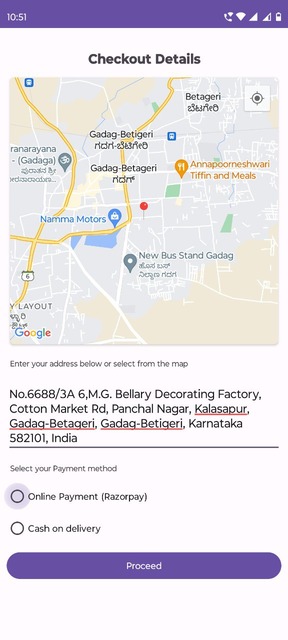 10:51
Checkout Details
Betageri
ಬೆಟಗೇರಿ
Gadag-Betigeri
ಗದಗ-ಬೆಟಗೇರಿ
ranarayana
- (Gadaga)
Gadag-Betageri
ಗದಗ
Annapoorneshwari
Tiffin and Meals
Namma Motors
New Bus Stand Gadag
ಹೊಸ ಬಸ್
ನಿಲ್ದಾಣ ಗದಗ
6
Y LAYOUT
Google
Enter your address below or select from the map
No.6688/3A 6,M.G. Bellary Decorating Factory,
Cotton Market Rd, Panchal Nagar, Kalasapur,
Gadag-Betageri, Gadag-Betigeri, Karnataka
582101, India
Select your Payment method
Online Payment (Razorpay)
Cash on delivery
Proceed